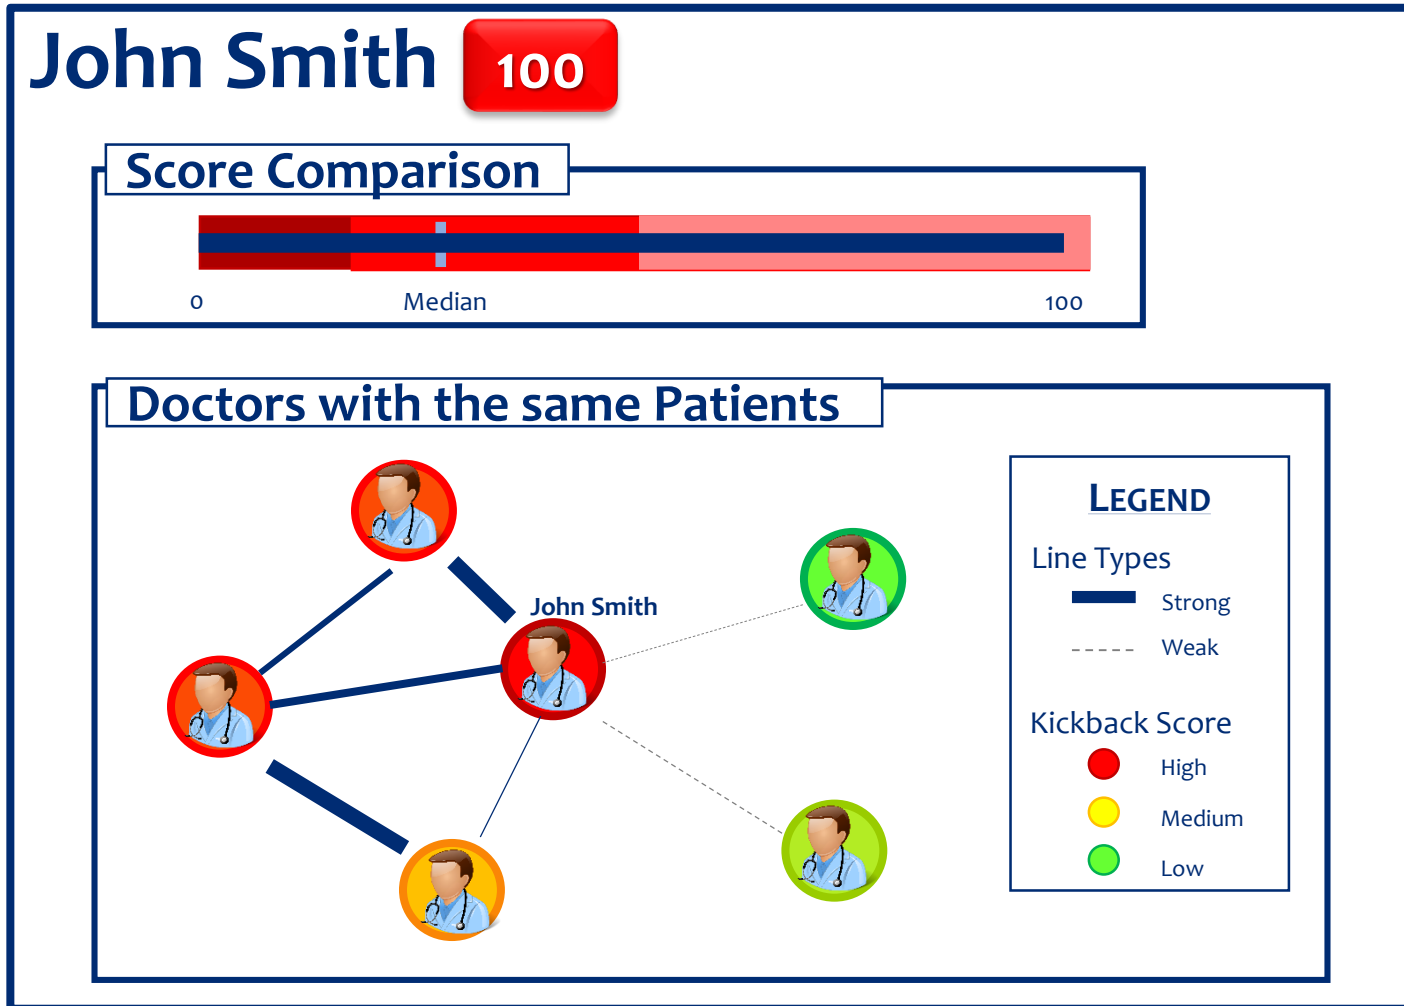 John Smith 100
Score Comparison
0 Median 100
Doctors with the same Patients
John Smith
LEGEND
Line Types
Strong
Weak
Kickback Score
High
Medium
Low